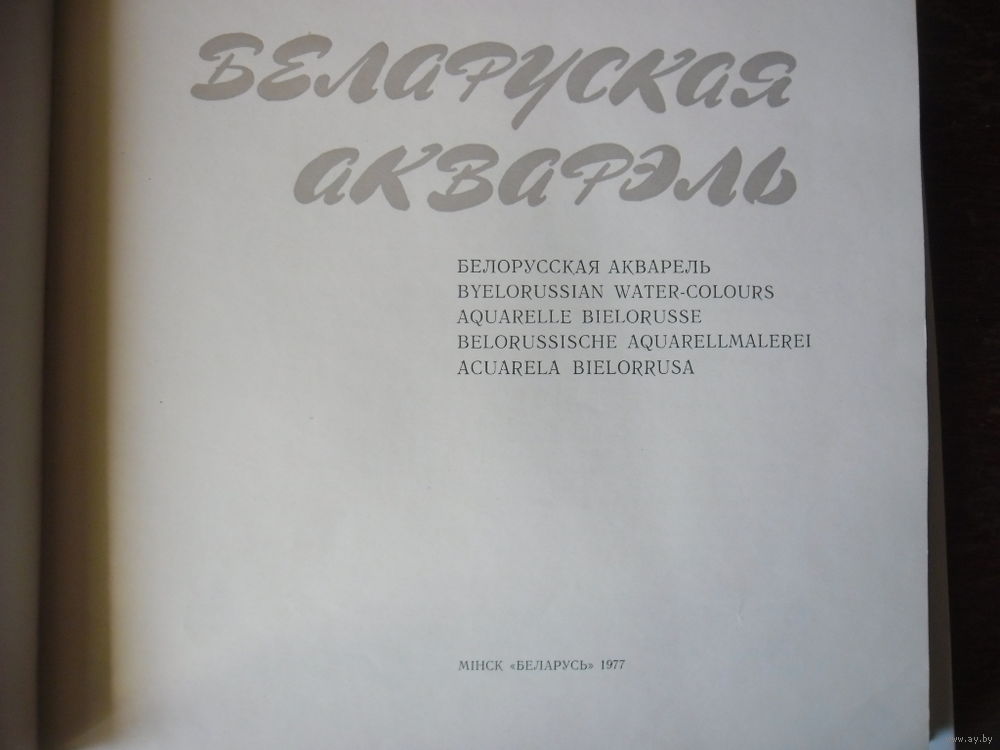 БЕЛАРУСКАЯ
АКВАРЭЛЬ
БЕЛОРУССКАЯ АКВАРЕЛЬ
BYELORUSSIAN WATER-COLOURS
AQUARELLE BIELORUSSE
BELORUSSISCHE AQUARELLMALEREI
ACUARELA BIELORRUSA
МІНСК «БЕЛАРУСЬ» 1977
www.ay.by